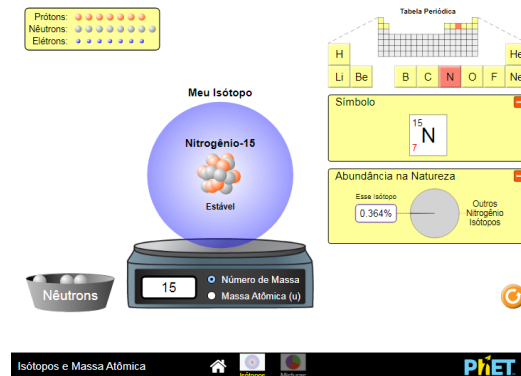 Prótons:
Nêutrons:
Elétrons:
Tabela Periódica
H
He
Li Be B C N O F Ne
Meu Isótopo
Nitrogênio-15
Estável
Símbolo
15
N
7
Abundância na Natureza
Esse Isótopo
0.364%
Outros
Nitrogênio
Isótopos
Nêutrons
15
Número de Massa
Massa Atômica (u)
Isótopos e Massa Atômica
Isótopos
Misturas
PhET